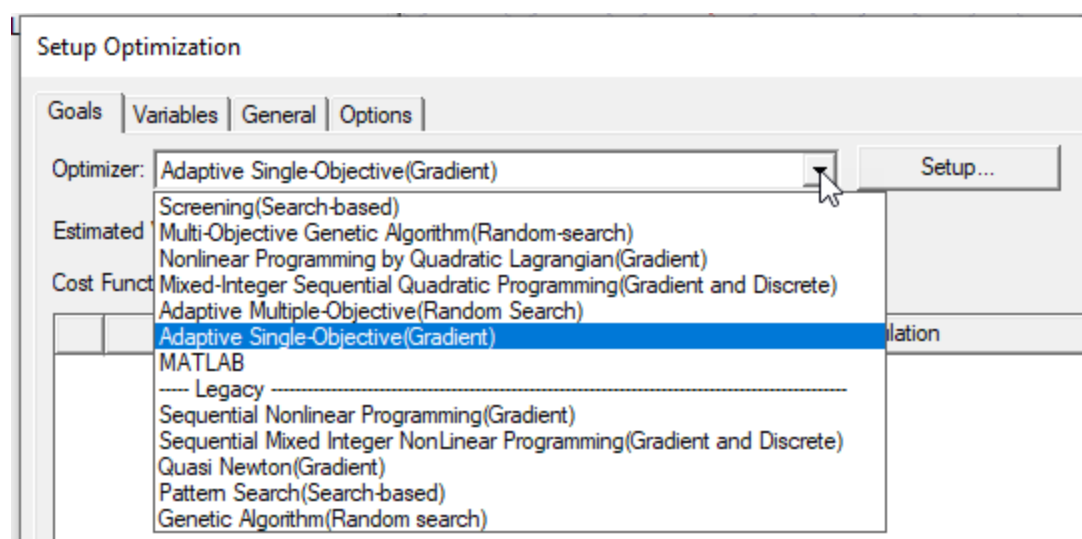 Setup Optimization
Goals Variables General Options
Optimizer: Adaptive Single-Objective(Gradient) Setup...
Screening(Search-based)
Estimated
Multi-Objective Genetic Algorithm(Random-search)
Nonlinear Programming by Quadratic Lagrangian(Gradient)
Cost Funct
Mixed-Integer Sequential Quadratic Programming(Gradient and Discrete)
Adaptive Multiple-Objective(Random Search)
Adaptive Single-Objective(Gradient)
lation
MATLAB
----- Legacy -----------------------------------------------------------------------
Sequential Nonlinear Programming(Gradient)
Sequential Mixed Integer NonLinear Programming(Gradient and Discrete)
Quasi Newton(Gradient)
Pattern Search(Search-based)
Genetic Algorithm(Random search)